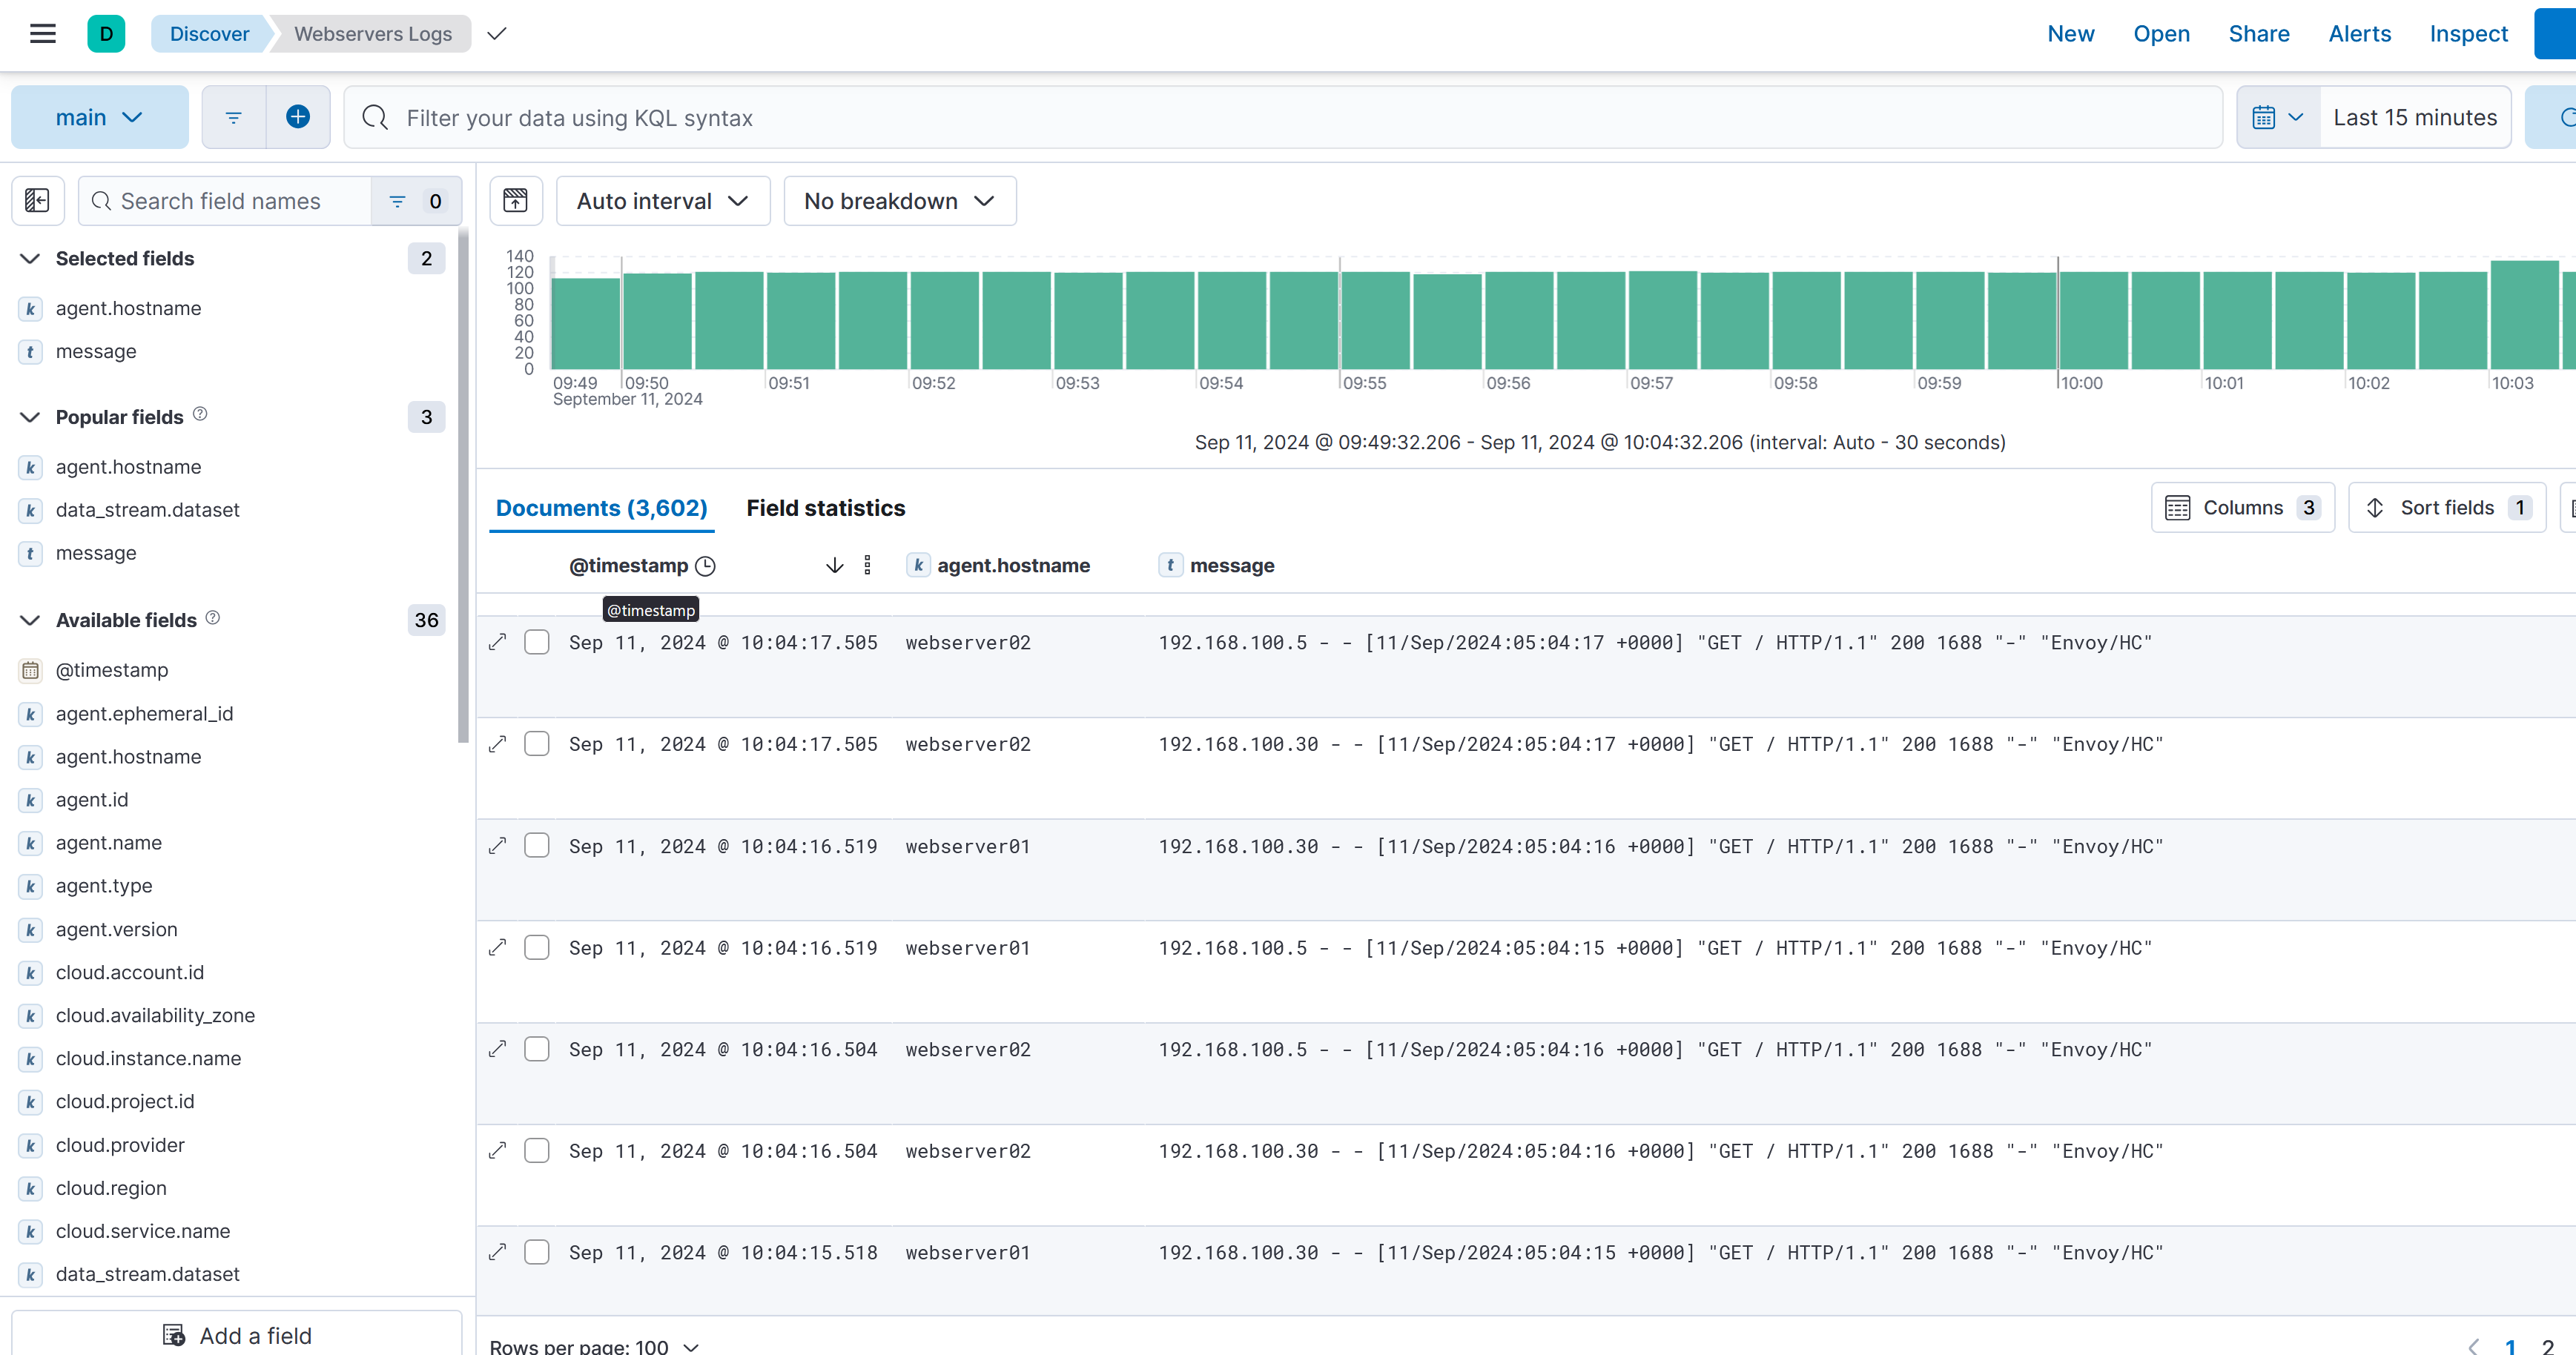 D Discover Webservers Logs New Open Share Alerts Inspect
main Filter your data using KQL syntax Last 15 minutes
Search field names 0
Selected fields 2
k agent.hostname
t message
Popular fields 3
k agent.hostname
k data_stream.dataset
t message
Available fields 36
@timestamp
k agent.ephemeral_id
k agent.hostname
k agent.id
k agent.name
k agent.type
k agent.version
k cloud.account.id
k cloud.availability_zone
k cloud.instance.name
k cloud.project.id
k cloud.provider
k cloud.region
k cloud.service.name
k data_stream.dataset
Add a field
Auto interval No breakdown
140
120
100
80
60
40
20
0
09:49 09:50 09:51 09:52 09:53 09:54 09:55 09:56 09:57 09:58 09:59 10:00 10:01 10:02 10:03
September 11, 2024
Sep 11, 2024 @ 09:49:32.206 - Sep 11, 2024 @ 10:04:32.206 (interval: Auto - 30 seconds)
Documents (3,602) Field statistics Columns 3 Sort fields 1
@timestamp k agent.hostname t message
@timestamp
Sep 11, 2024 @ 10:04:17.505 webserver02 192.168.100.5 - - [11/Sep/2024:05:04:17 +0000] "GET / HTTP/1.1" 200 1688 "-" "Envoy/HC"
Sep 11, 2024 @ 10:04:17.505 webserver02 192.168.100.30 - - [11/Sep/2024:05:04:17 +0000] "GET / HTTP/1.1" 200 1688 "-" "Envoy/HC"
Sep 11, 2024 @ 10:04:16.519 webserver01 192.168.100.30 - - [11/Sep/2024:05:04:16 +0000] "GET / HTTP/1.1" 200 1688 "-" "Envoy/HC"
Sep 11, 2024 @ 10:04:16.519 webserver01 192.168.100.5 - - [11/Sep/2024:05:04:15 +0000] "GET / HTTP/1.1" 200 1688 "-" "Envoy/HC"
Sep 11, 2024 @ 10:04:16.504 webserver02 192.168.100.5 - - [11/Sep/2024:05:04:16 +0000] "GET / HTTP/1.1" 200 1688 "-" "Envoy/HC"
Sep 11, 2024 @ 10:04:16.504 webserver02 192.168.100.30 - - [11/Sep/2024:05:04:16 +0000] "GET / HTTP/1.1" 200 1688 "-" "Envoy/HC"
Sep 11, 2024 @ 10:04:15.518 webserver01 192.168.100.30 - - [11/Sep/2024:05:04:15 +0000] "GET / HTTP/1.1" 200 1688 "-" "Envoy/HC"
Rows per page: 100 1 2